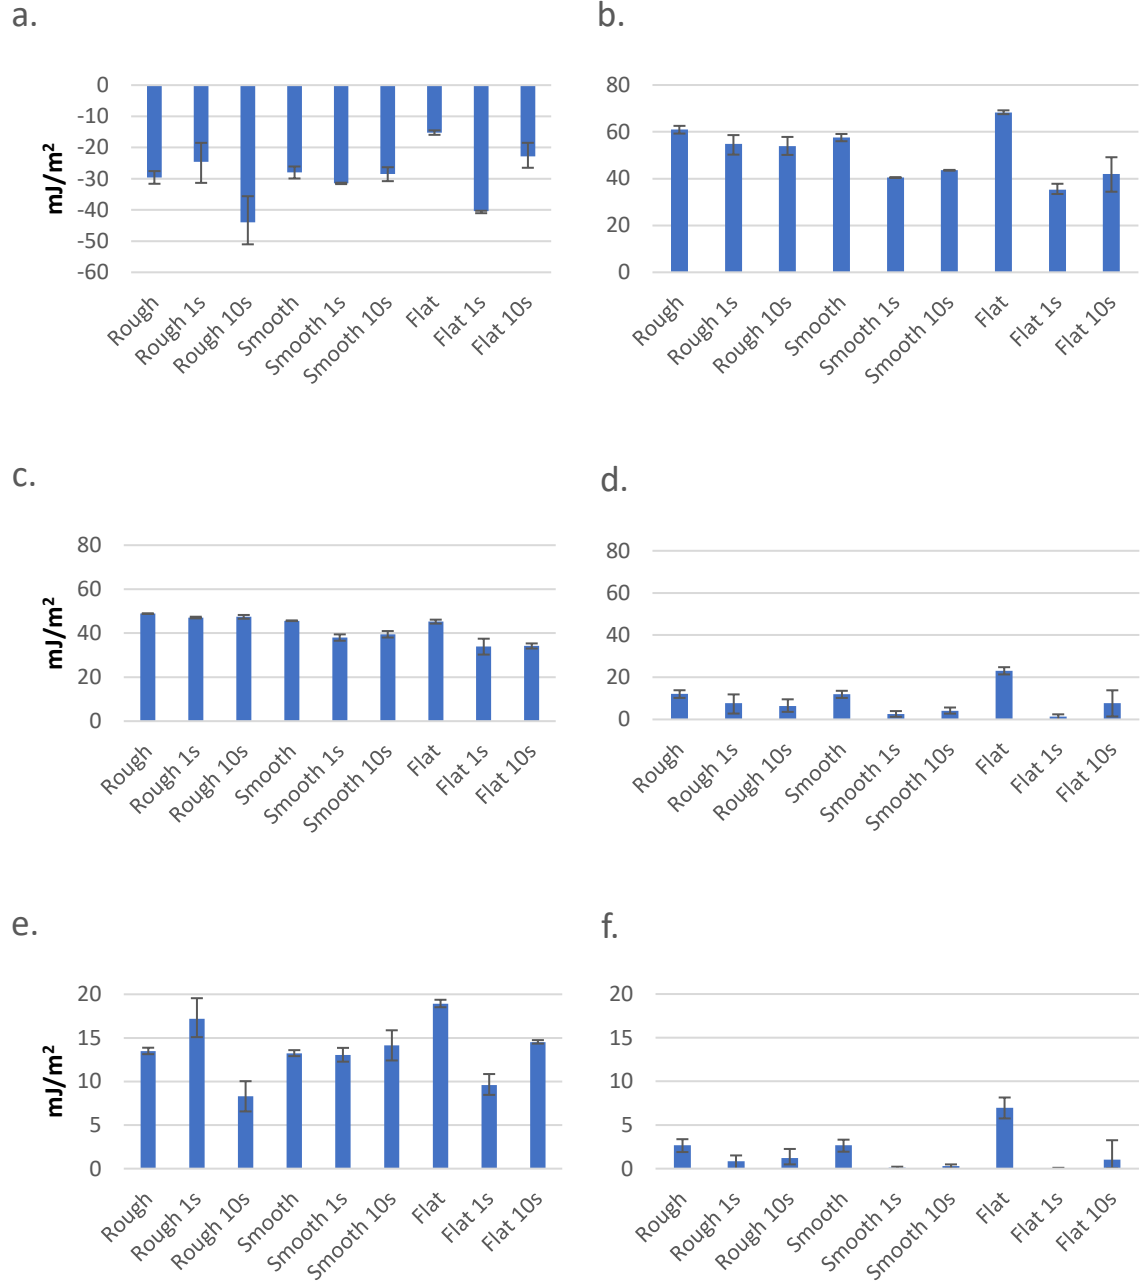 a.
b.
mJ/m²
0
-10
-20
-30
-40
-50
-60
Rough
Rough 1s
Rough 10s
Smooth
Smooth 1s
Smooth 10s
Flat
Flat 1s
Flat 10s
80
60
40
20
0
Rough
Rough 1s
Rough 10s
Smooth
Smooth 1s
Smooth 10s
Flat
Flat 1s
Flat 10s
c.
d.
mJ/m²
80
60
40
20
0
Rough
Rough 1s
Rough 10s
Smooth
Smooth 1s
Smooth 10s
Flat
Flat 1s
Flat 10s
80
60
40
20
0
Rough
Rough 1s
Rough 10s
Smooth
Smooth 1s
Smooth 10s
Flat
Flat 1s
Flat 10s
e.
f.
mJ/m²
20
15
10
5
0
Rough
Rough 1s
Rough 10s
Smooth
Smooth 1s
Smooth 10s
Flat
Flat 1s
Flat 10s
20
15
10
5
0
Rough
Rough 1s
Rough 10s
Smooth
Smooth 1s
Smooth 10s
Flat
Flat 1s
Flat 10s